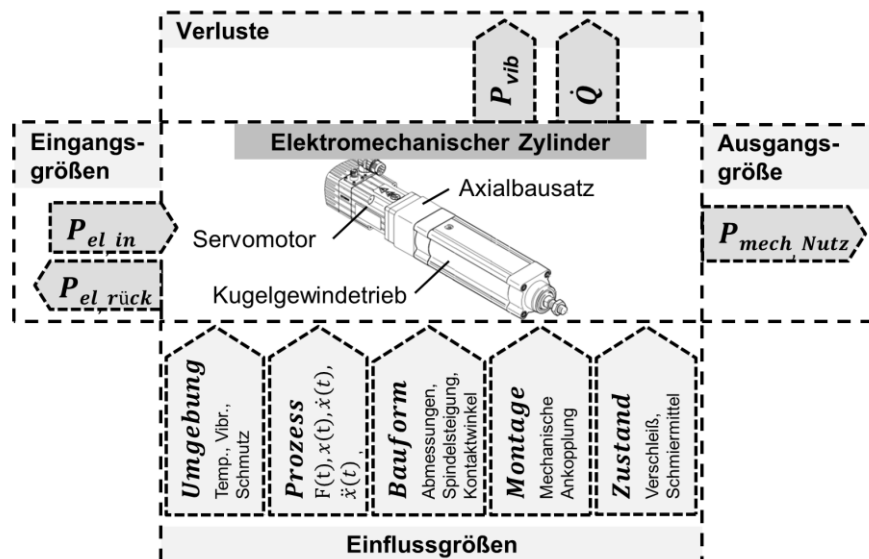 Verluste
P_vib
Q̇
Eingangs-
größen
Elektromechanischer Zylinder
Ausgangs-
größe
Axialbausatz
P_el,in
Servomotor
P_mech,Nutz
P_el,rück
Kugelgewindetrieb
Umgebung
Temp., Vibr.,
Schmutz
Prozess
F(t), x(t), ẋ(t),
ẍ(t) ,
Bauform
Abmessungen,
Spindelsteigung,
Kontaktwinkel
Montage
Mechanische
Ankopplung
Zustand
Verschleiß,
Schmiermittel
Einflussgrößen